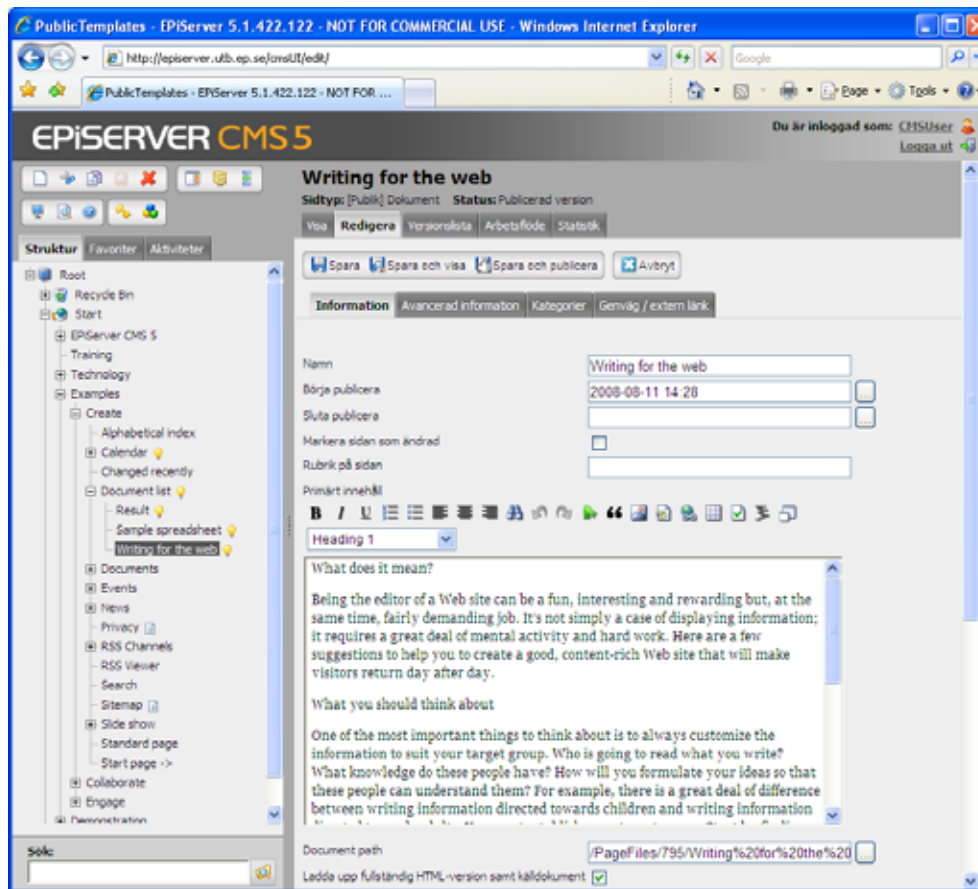 PublicTemplates - EPiServer 5.1.422.122 - NOT FOR COMMERCIAL USE - Windows Internet Explorer
http://episerver.utb.ep.se/cmsUI/edit/
Google
PublicTemplates - EPiServer 5.1.422.122 - NOT FOR ...
Page
Tools
EPiSERVER CMS 5
Du är inloggad som: CMSUser
Logga ut
Writing for the web
Sidtyp: [Publik] Dokument Status: Publicerad version
Visa Redigera Versionslista Arbetsflöde Statistik
Struktur Favoriter Aktiviteter
Spara Spara och visa Spara och publicera Avbryt
Information Avancerad information Kategorier Genväg / extern länk
Root
Recycle Bin
Start
EPiServer CMS 5
Training
Technology
Examples
Create
Alphabetical index
Calendar
Changed recently
Document list
Result
Sample spreadsheet
Writing for the web
Documents
Events
News
Privacy
RSS Channels
RSS Viewer
Search
Sitemap
Slide show
Standard page
Start page ->
Collaborate
Engage
Demonstration
Sök:
Namn
Writing for the web
Börja publicera
2008-08-11 14:28
...
Sluta publicera
...
Markera sidan som ändrad
Rubrik på sidan
Primärt innehåll
B I U
Heading 1
What does it mean?
Being the editor of a Web site can be a fun, interesting and rewarding but, at the
same time, fairly demanding job. It's not simply a case of displaying information;
it requires a great deal of mental activity and hard work. Here are a few
suggestions to help you to create a good, content-rich Web site that will make
visitors return day after day.
What you should think about
One of the most important things to think about is to always customize the
information to suit your target group. Who is going to read what you write?
What knowledge do these people have? How will you formulate your ideas so that
these people can understand them? For example, there is a great deal of difference
between writing information directed towards children and writing information
Document path
/PageFiles/795/Writing%20for%20the%20
...
Ladda upp fullständig HTML-version samt källdokument